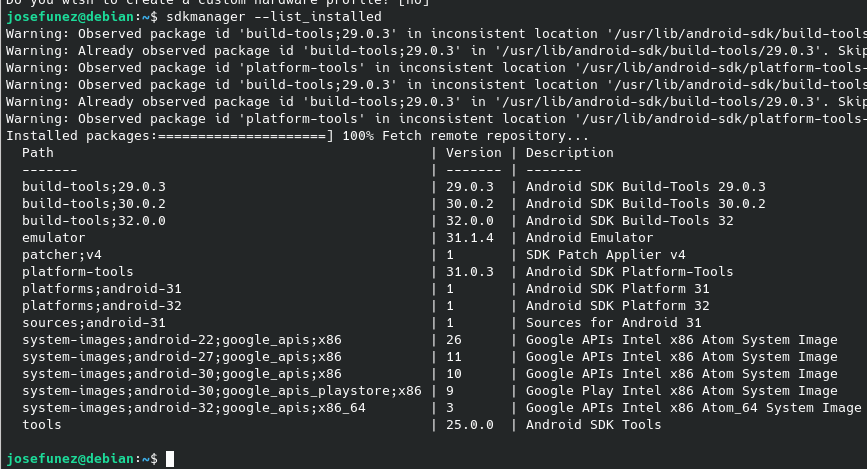 Do you wish to create a custom hardware profile? [no]
josefunez@debian:~$ sdkmanager --list_installed
Warning: Observed package id 'build-tools;29.0.3' in inconsistent location '/usr/lib/android-sdk/build-tools
Warning: Already observed package id 'build-tools;29.0.3' in '/usr/lib/android-sdk/build-tools/29.0.3'. Skip
Warning: Observed package id 'platform-tools' in inconsistent location '/usr/lib/android-sdk/platform-tools-
Warning: Observed package id 'build-tools;29.0.3' in inconsistent location '/usr/lib/android-sdk/build-tools
Warning: Already observed package id 'build-tools;29.0.3' in '/usr/lib/android-sdk/build-tools/29.0.3'. Skip
Warning: Observed package id 'platform-tools' in inconsistent location '/usr/lib/android-sdk/platform-tools-
Installed packages:=====================] 100% Fetch remote repository...
Path | Version | Description
------- | ------- | -------
build-tools;29.0.3 | 29.0.3 | Android SDK Build-Tools 29.0.3
build-tools;30.0.2 | 30.0.2 | Android SDK Build-Tools 30.0.2
build-tools;32.0.0 | 32.0.0 | Android SDK Build-Tools 32
emulator | 31.1.4 | Android Emulator
patcher;v4 | 1 | SDK Patch Applier v4
platform-tools | 31.0.3 | Android SDK Platform-Tools
platforms;android-31 | 1 | Android SDK Platform 31
platforms;android-32 | 1 | Android SDK Platform 32
sources;android-31 | 1 | Sources for Android 31
system-images;android-22;google_apis;x86 | 26 | Google APIs Intel x86 Atom System Image
system-images;android-27;google_apis;x86 | 11 | Google APIs Intel x86 Atom System Image
system-images;android-30;google_apis;x86 | 10 | Google APIs Intel x86 Atom System Image
system-images;android-30;google_apis_playstore;x86 | 9 | Google Play Intel x86 Atom System Image
system-images;android-32;google_apis;x86_64 | 3 | Google APIs Intel x86 Atom_64 System Image
tools | 25.0.0 | Android SDK Tools
josefunez@debian:~$